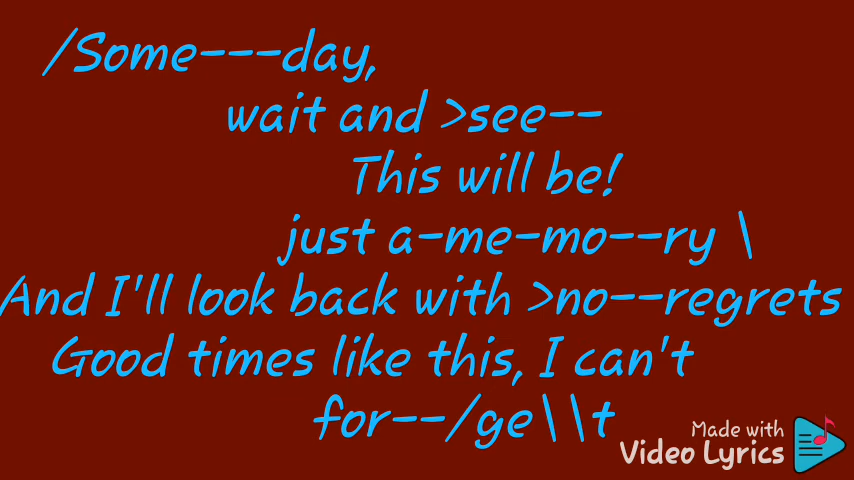 /Some---day,
wait and >see--
This will be!
just a-me-mo--ry \
And I'll look back with >no--regrets
Good times like this, I can't
for--/ge\\t
Made with
Video Lyrics